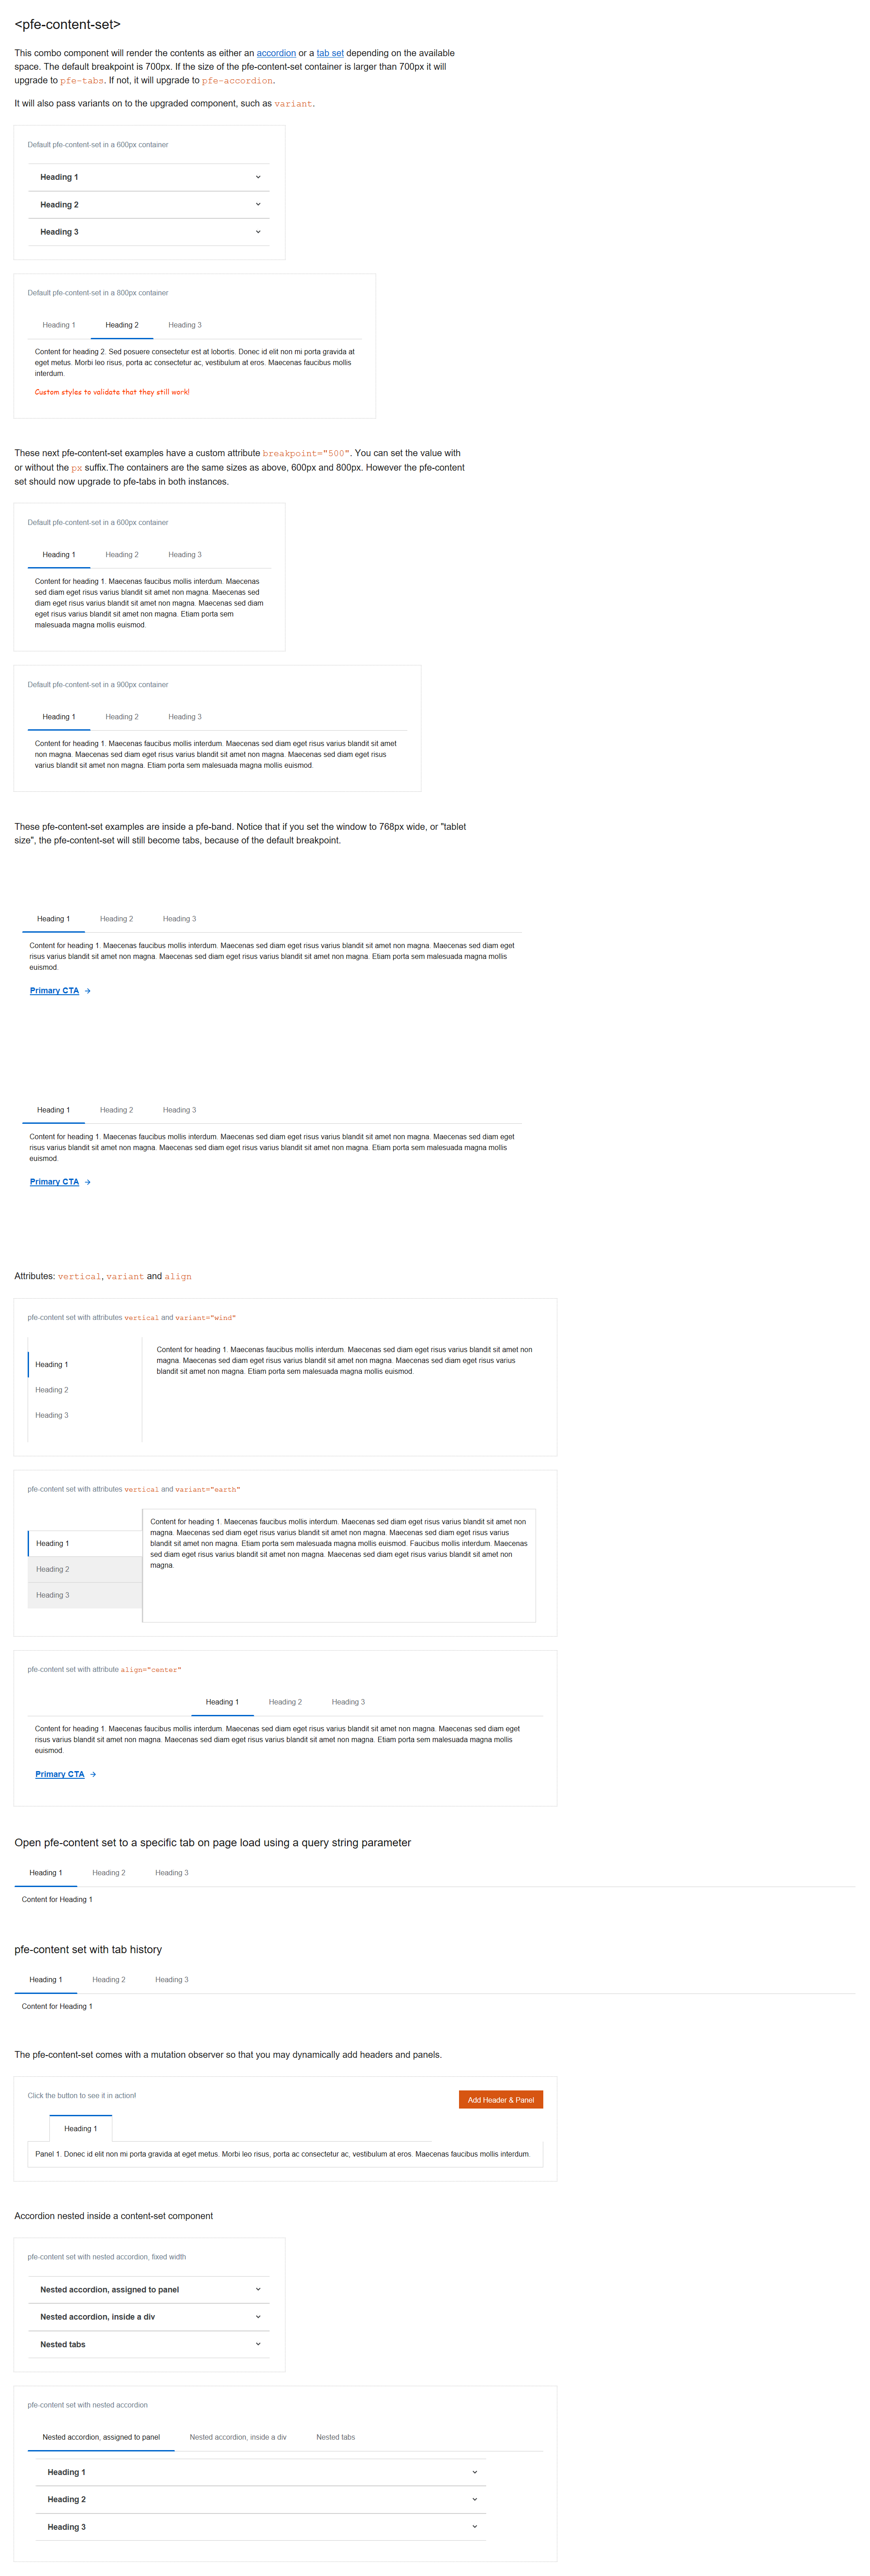 <pfe-content-set>
This combo component will render the contents as either an accordion or a tab set depending on the available
space. The default breakpoint is 700px. If the size of the pfe-content-set container is larger than 700px it will
upgrade to pfe-tabs. If not, it will upgrade to pfe-accordion.
It will also pass variants on to the upgraded component, such as variant.
Default pfe-content-set in a 600px container
Heading 1
Heading 2
Heading 3
Default pfe-content-set in a 800px container
Heading 1 Heading 2 Heading 3
Content for heading 2. Sed posuere consectetur est at lobortis. Donec id elit non mi porta gravida at
eget metus. Morbi leo risus, porta ac consectetur ac, vestibulum at eros. Maecenas faucibus mollis
interdum.
Custom styles to validate that they still work!
These next pfe-content-set examples have a custom attribute breakpoint="500". You can set the value with
or without the px suffix.The containers are the same sizes as above, 600px and 800px. However the pfe-content
set should now upgrade to pfe-tabs in both instances.
Default pfe-content-set in a 600px container
Heading 1 Heading 2 Heading 3
Content for heading 1. Maecenas faucibus mollis interdum. Maecenas
sed diam eget risus varius blandit sit amet non magna. Maecenas sed
diam eget risus varius blandit sit amet non magna. Maecenas sed diam
eget risus varius blandit sit amet non magna. Etiam porta sem
malesuada magna mollis euismod.
Default pfe-content-set in a 900px container
Heading 1 Heading 2 Heading 3
Content for heading 1. Maecenas faucibus mollis interdum. Maecenas sed diam eget risus varius blandit sit amet
non magna. Maecenas sed diam eget risus varius blandit sit amet non magna. Maecenas sed diam eget risus
varius blandit sit amet non magna. Etiam porta sem malesuada magna mollis euismod.
These pfe-content-set examples are inside a pfe-band. Notice that if you set the window to 768px wide, or "tablet
size", the pfe-content-set will still become tabs, because of the default breakpoint.
Heading 1 Heading 2 Heading 3
Content for heading 1. Maecenas faucibus mollis interdum. Maecenas sed diam eget risus varius blandit sit amet non magna. Maecenas sed diam eget
risus varius blandit sit amet non magna. Maecenas sed diam eget risus varius blandit sit amet non magna. Etiam porta sem malesuada magna mollis
euismod.
Primary CTA
Heading 1 Heading 2 Heading 3
Content for heading 1. Maecenas faucibus mollis interdum. Maecenas sed diam eget risus varius blandit sit amet non magna. Maecenas sed diam eget
risus varius blandit sit amet non magna. Maecenas sed diam eget risus varius blandit sit amet non magna. Etiam porta sem malesuada magna mollis
euismod.
Primary CTA
Attributes: vertical, variant and align
pfe-content set with attributes vertical and variant="wind"
Heading 1
Heading 2
Heading 3
Content for heading 1. Maecenas faucibus mollis interdum. Maecenas sed diam eget risus varius blandit sit amet non
magna. Maecenas sed diam eget risus varius blandit sit amet non magna. Maecenas sed diam eget risus varius
blandit sit amet non magna. Etiam porta sem malesuada magna mollis euismod.
pfe-content set with attributes vertical and variant="earth"
Heading 1
Heading 2
Heading 3
Content for heading 1. Maecenas faucibus mollis interdum. Maecenas sed diam eget risus varius blandit sit amet non
magna. Maecenas sed diam eget risus varius blandit sit amet non magna. Maecenas sed diam eget risus varius
blandit sit amet non magna. Etiam porta sem malesuada magna mollis euismod. Faucibus mollis interdum. Maecenas
sed diam eget risus varius blandit sit amet non magna. Maecenas sed diam eget risus varius blandit sit amet non
magna.
pfe-content set with attribute align="center"
Heading 1 Heading 2 Heading 3
Content for heading 1. Maecenas faucibus mollis interdum. Maecenas sed diam eget risus varius blandit sit amet non magna. Maecenas sed diam eget
risus varius blandit sit amet non magna. Maecenas sed diam eget risus varius blandit sit amet non magna. Etiam porta sem malesuada magna mollis
euismod.
Primary CTA
Open pfe-content set to a specific tab on page load using a query string parameter
Heading 1 Heading 2 Heading 3
Content for Heading 1
pfe-content set with tab history
Heading 1 Heading 2 Heading 3
Content for Heading 1
The pfe-content-set comes with a mutation observer so that you may dynamically add headers and panels.
Click the button to see it in action!
Add Header & Panel
Heading 1
Panel 1. Donec id elit non mi porta gravida at eget metus. Morbi leo risus, porta ac consectetur ac, vestibulum at eros. Maecenas faucibus mollis interdum.
Accordion nested inside a content-set component
pfe-content set with nested accordion, fixed width
Nested accordion, assigned to panel
Nested accordion, inside a div
Nested tabs
pfe-content set with nested accordion
Nested accordion, assigned to panel Nested accordion, inside a div Nested tabs
Heading 1
Heading 2
Heading 3